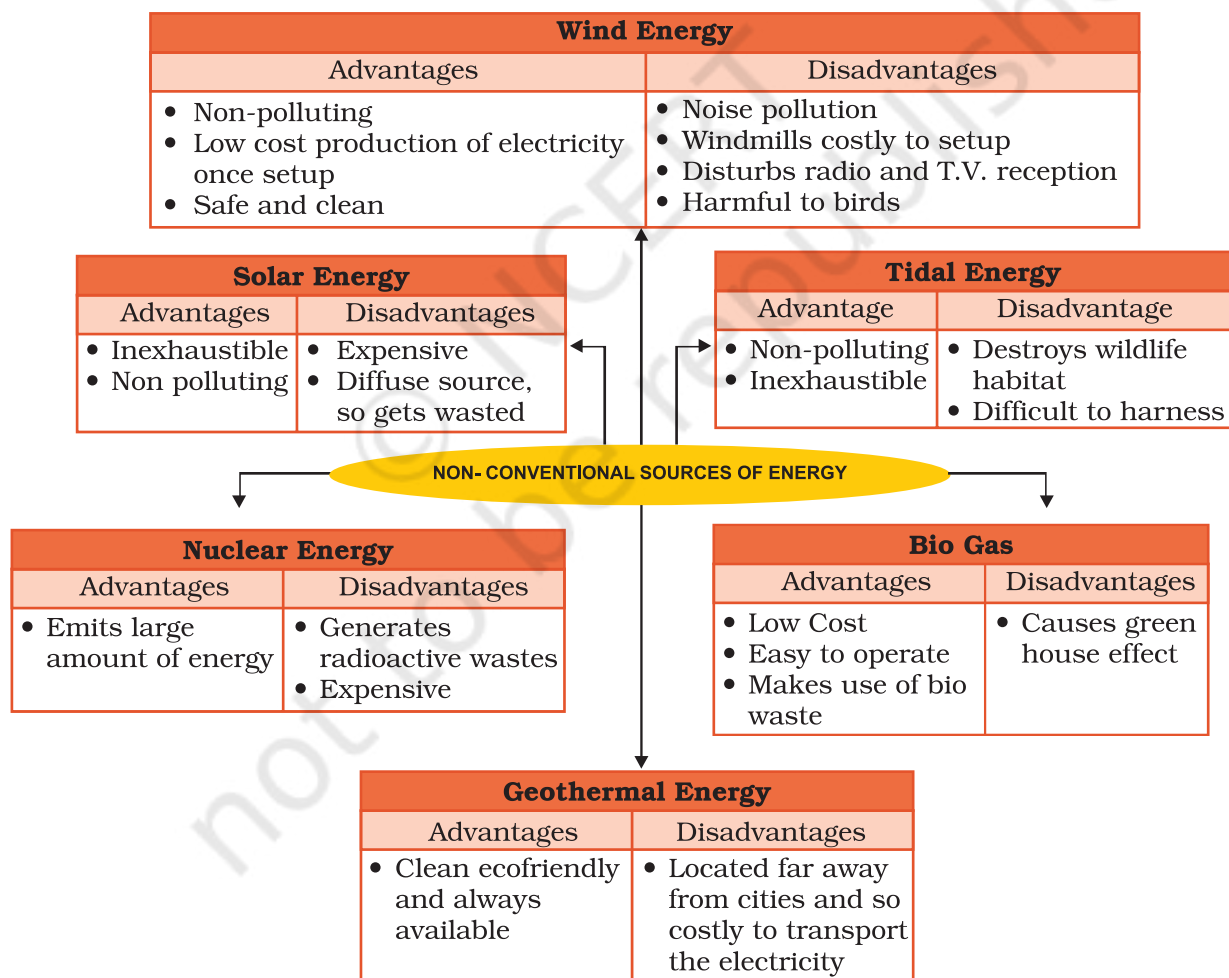 Wind Energy
Advantages
Disadvantages
• Non-polluting
• Low cost production of electricity
once setup
• Safe and clean
• Noise pollution
• Windmills costly to setup
• Disturbs radio and T.V. reception
• Harmful to birds
Solar Energy
Advantages
Disadvantages
• Inexhaustible
• Non polluting
• Expensive
• Diffuse source,
so gets wasted
Tidal Energy
Advantage
Disadvantage
• Non-polluting
• Inexhaustible
• Destroys wildlife
habitat
• Difficult to harness
NON- CONVENTIONAL SOURCES OF ENERGY
Nuclear Energy
Advantages
Disadvantages
• Emits large
amount of energy
• Generates
radioactive wastes
• Expensive
Bio Gas
Advantages
Disadvantages
• Low Cost
• Easy to operate
• Makes use of bio
waste
• Causes green
house effect
Geothermal Energy
Advantages
Disadvantages
• Clean ecofriendly
and always
available
• Located far away
from cities and so
costly to transport
the electricity
© NCERT
not to be republish